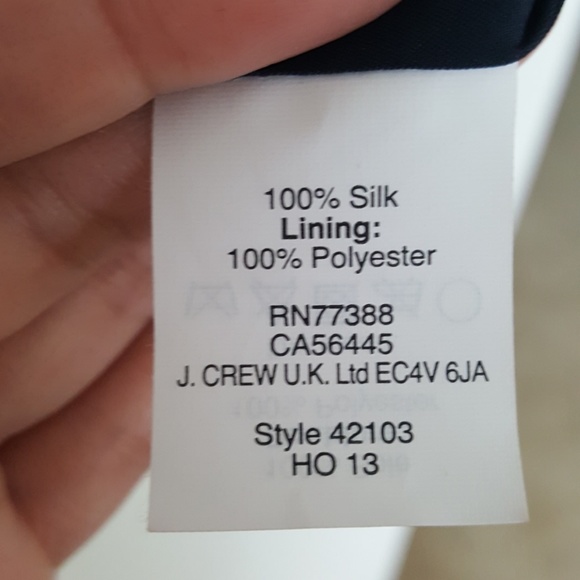 100% Silk
Lining:
100% Polyester
RN77388
CA56445
J. CREW U.K. Ltd EC4V 6JA
Style 42103
HO 13